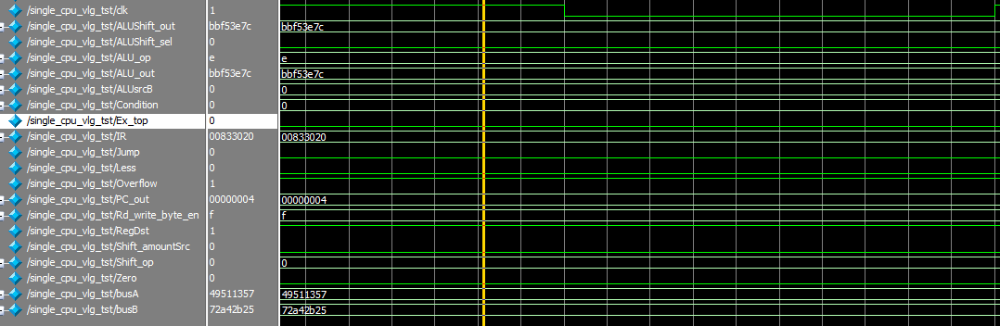 /single_cpu_vlg_tst/clk 1
/single_cpu_vlg_tst/ALUShift_out bbf53e7c bbf53e7c
/single_cpu_vlg_tst/ALUShift_sel 0
/single_cpu_vlg_tst/ALU_op e e
/single_cpu_vlg_tst/ALU_out bbf53e7c bbf53e7c
/single_cpu_vlg_tst/ALUsrcB 0 0
/single_cpu_vlg_tst/Condition 0 0
/single_cpu_vlg_tst/Ex_top 0
/single_cpu_vlg_tst/IR 00833020 00833020
/single_cpu_vlg_tst/Jump 0
/single_cpu_vlg_tst/Less 0
/single_cpu_vlg_tst/Overflow 1
/single_cpu_vlg_tst/PC_out 00000004 00000004
/single_cpu_vlg_tst/Rd_write_byte_en f f
/single_cpu_vlg_tst/RegDst 1
/single_cpu_vlg_tst/Shift_amountSrc 0
/single_cpu_vlg_tst/Shift_op 0 0
/single_cpu_vlg_tst/Zero 0
/single_cpu_vlg_tst/busA 49511357 49511357
/single_cpu_vlg_tst/busB 72a42b25 72a42b25